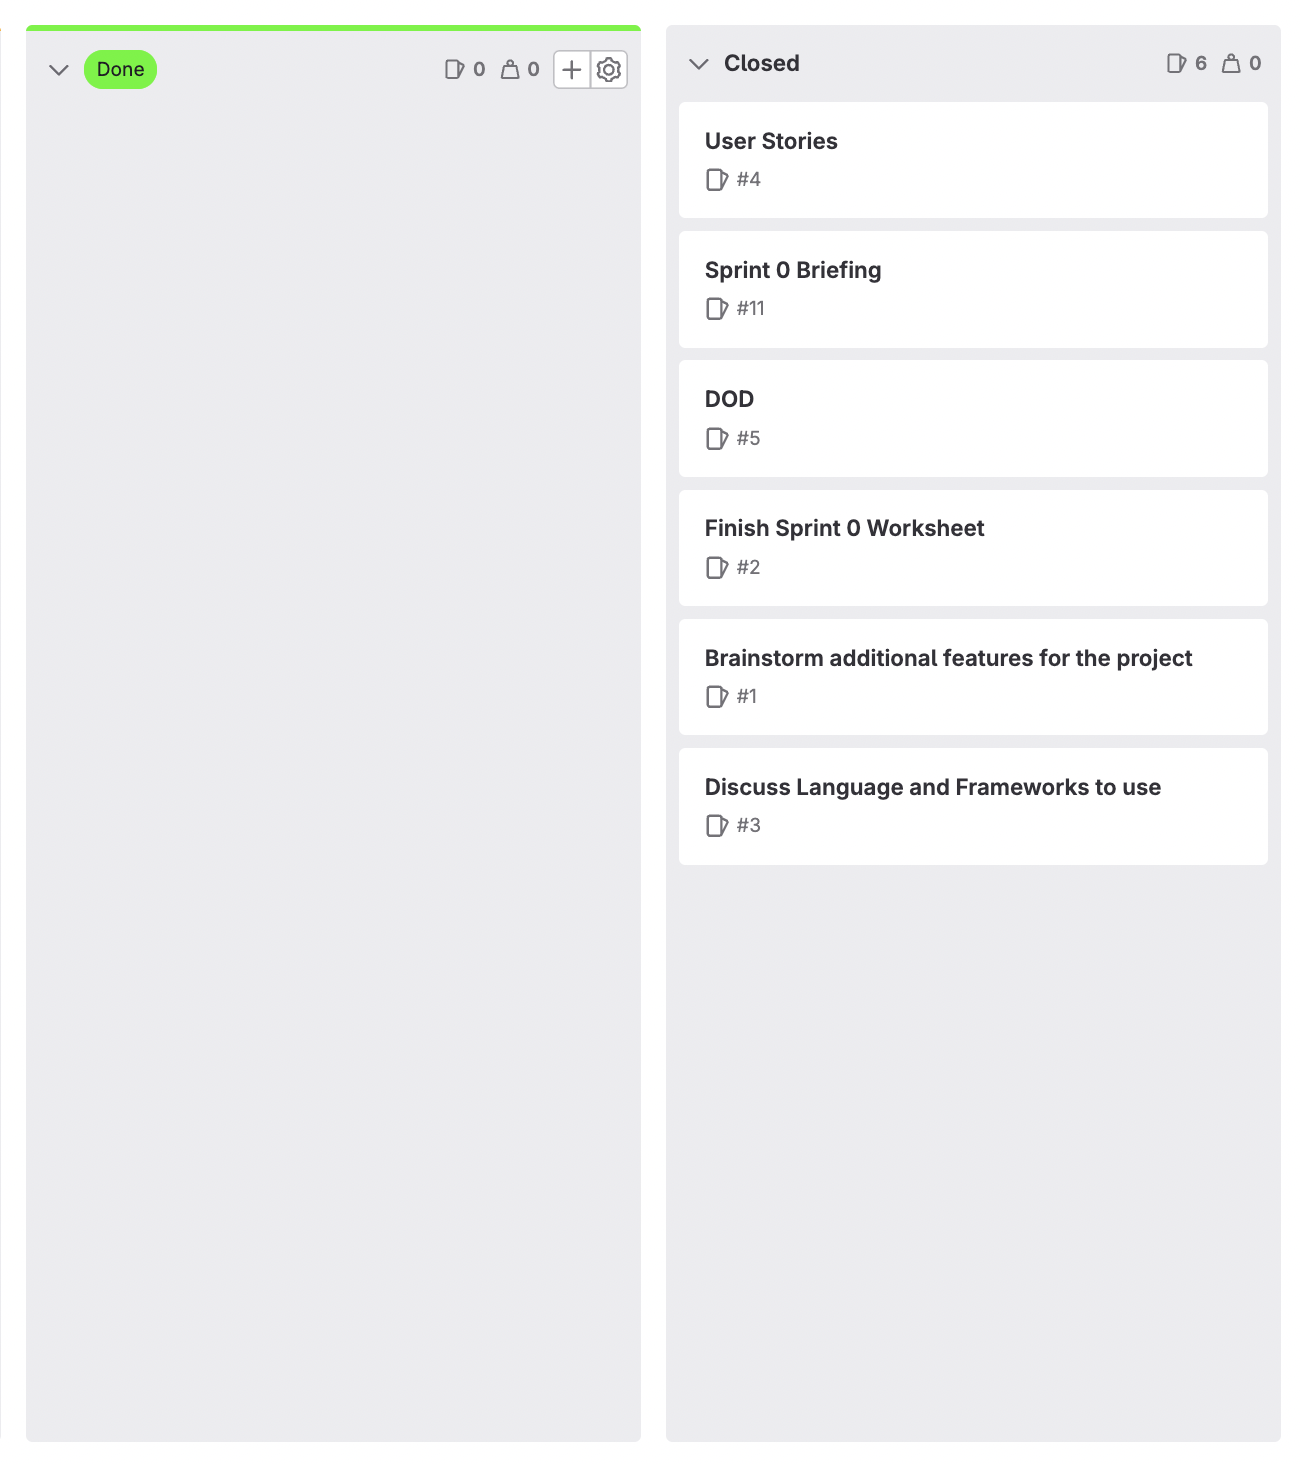 Done 0 0
Closed 6 0
User Stories
#4
Sprint 0 Briefing
#11
DOD
#5
Finish Sprint 0 Worksheet
#2
Brainstorm additional features for the project
#1
Discuss Language and Frameworks to use
#3